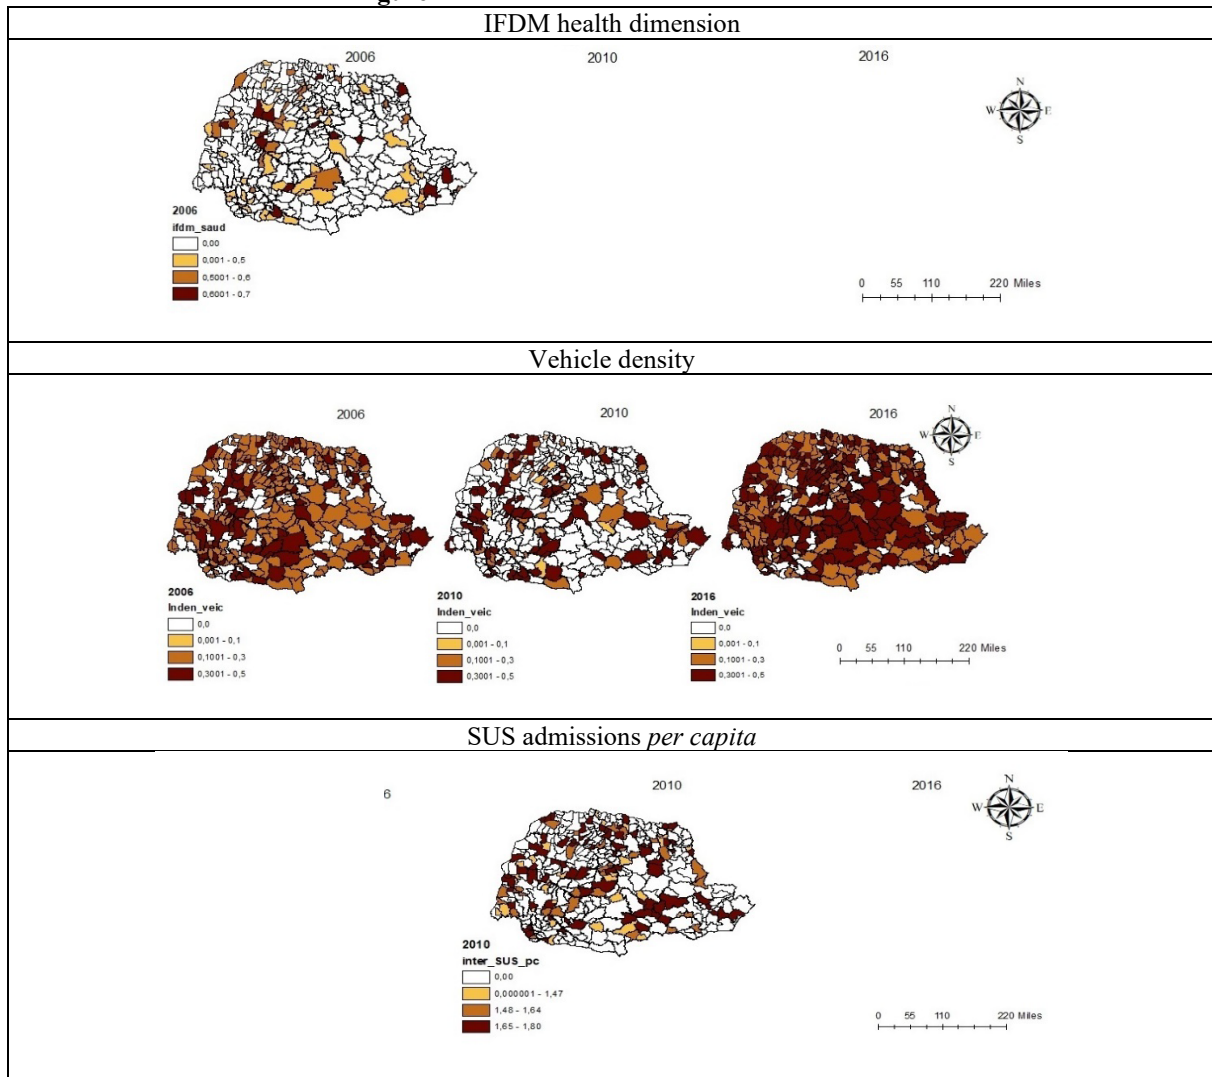 IFDM health dimension
2006 2010 2016
N
W E
S
2006
ifdm_saud
0,00
0,001 - 0,5
0,5001 - 0,6
0,6001 - 0,7
0 55 110 220 Miles
Vehicle density
2006 2010 2016
N
W E
S
2006
Inden_veic
0,0
0,001 - 0,1
0,1001 - 0,3
0,3001 - 0,5
2010
Inden_veic
0,0
0,001 - 0,1
0,1001 - 0,3
0,3001 - 0,5
2016
Inden_veic
0,0
0,001 - 0,1
0,1001 - 0,3
0,3001 - 0,5
0 55 110 220 Miles
SUS admissions per capita
6 2010 2016
N
W E
S
2010
inter_SUS_pc
0,00
0,000001 - 1,47
1,48 - 1,64
1,65 - 1,80
0 55 110 220 Miles